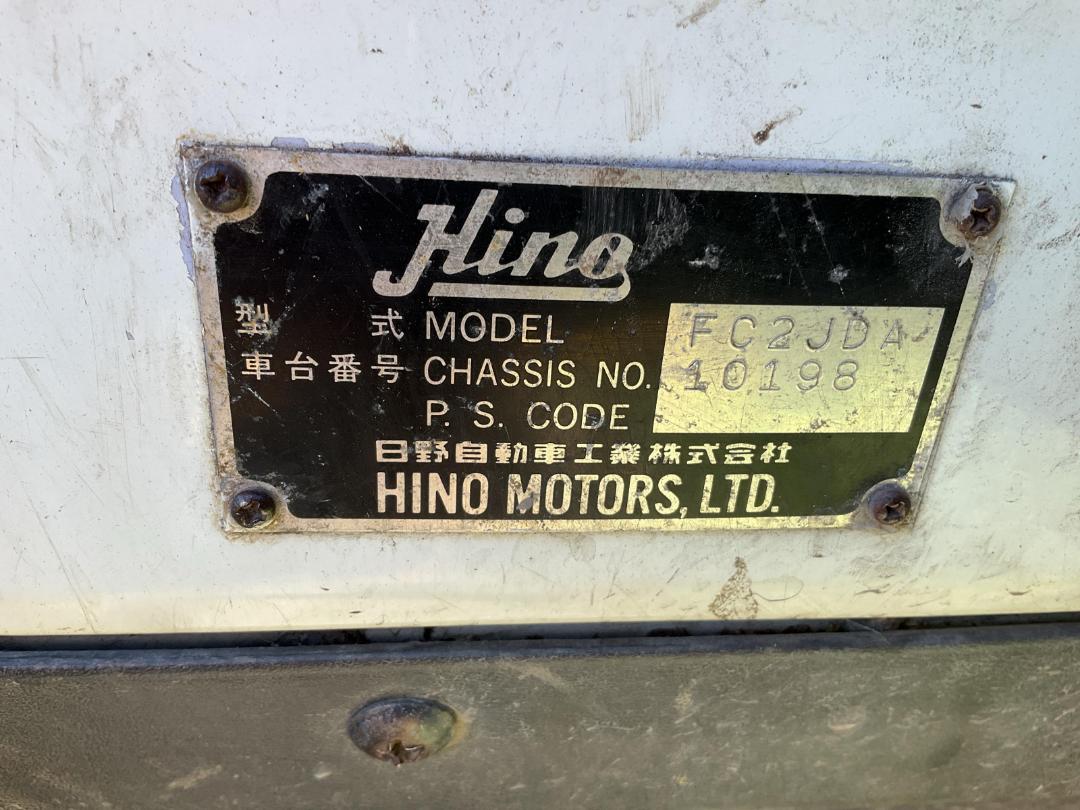 Hino
型式 MODEL FC2JDA
車台番号 CHASSIS NO. 10198
P. S. CODE
日野自動車工業株式会社
HINO MOTORS, LTD.